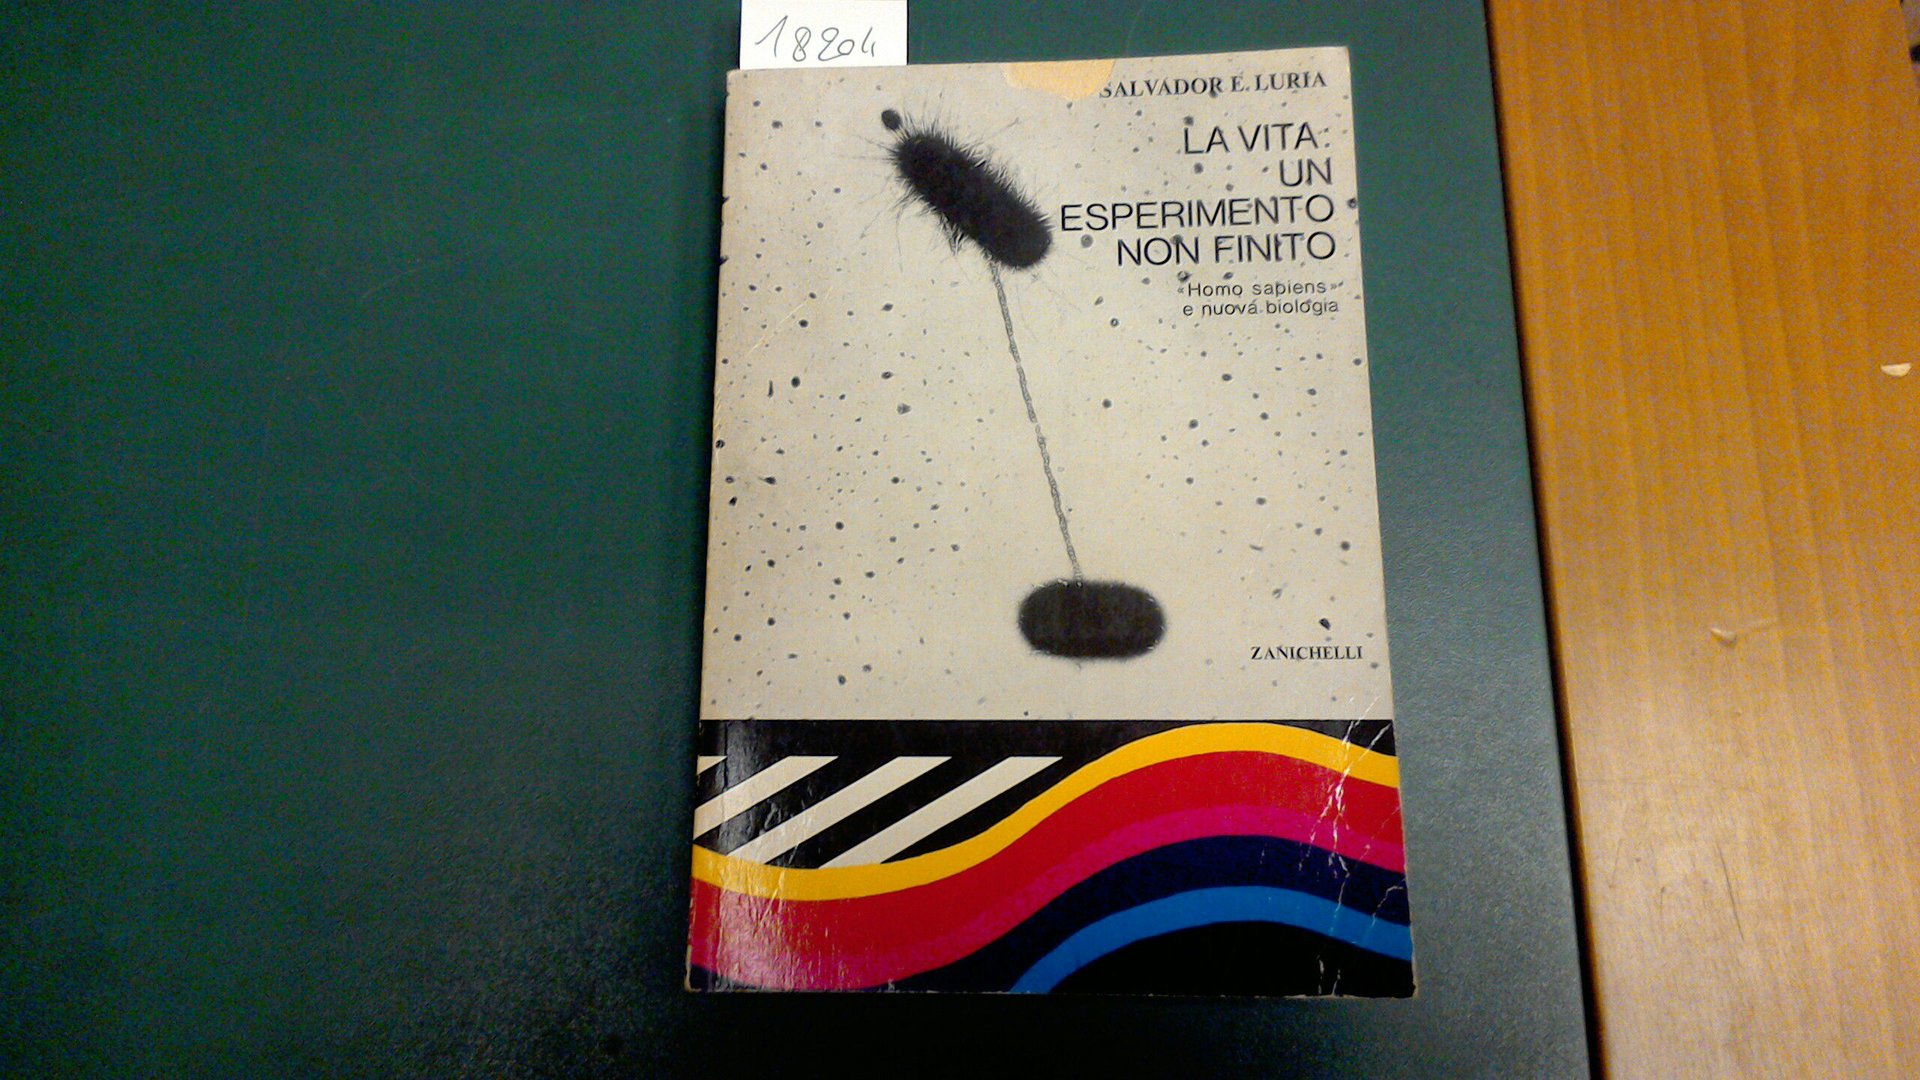 18204
SALVADOR E. LURIA
LA VITA:
UN
ESPERIMENTO
NON FINITO
«Homo sapiens»
e nuova biologia
ZANICHELLI